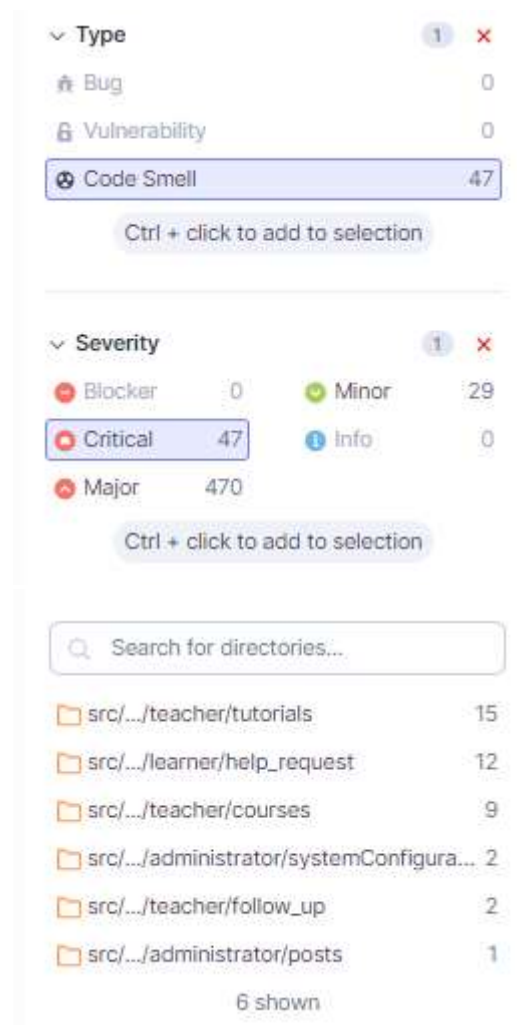 Type 1
Bug 0
Vulnerability 0
Code Smell 47
Ctrl + click to add to selection
Severity 1
Blocker 0 Minor 29
Critical 47 Info 0
Major 470
Ctrl + click to add to selection
Search for directories...
src/.../teacher/tutorials 15
src/.../learner/help_request 12
src/.../teacher/courses 9
src/.../administrator/systemConfigura... 2
src/.../teacher/follow_up 2
src/.../administrator/posts 1
6 shown